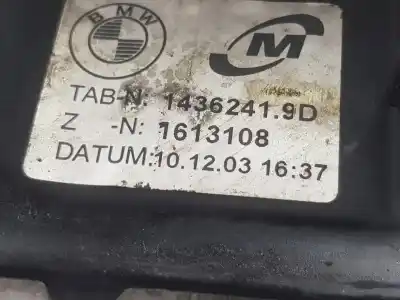 BMW
M
TAB-N: 1436241.9D
Z -N: 1613108
DATUM: 10.12.03 16:37